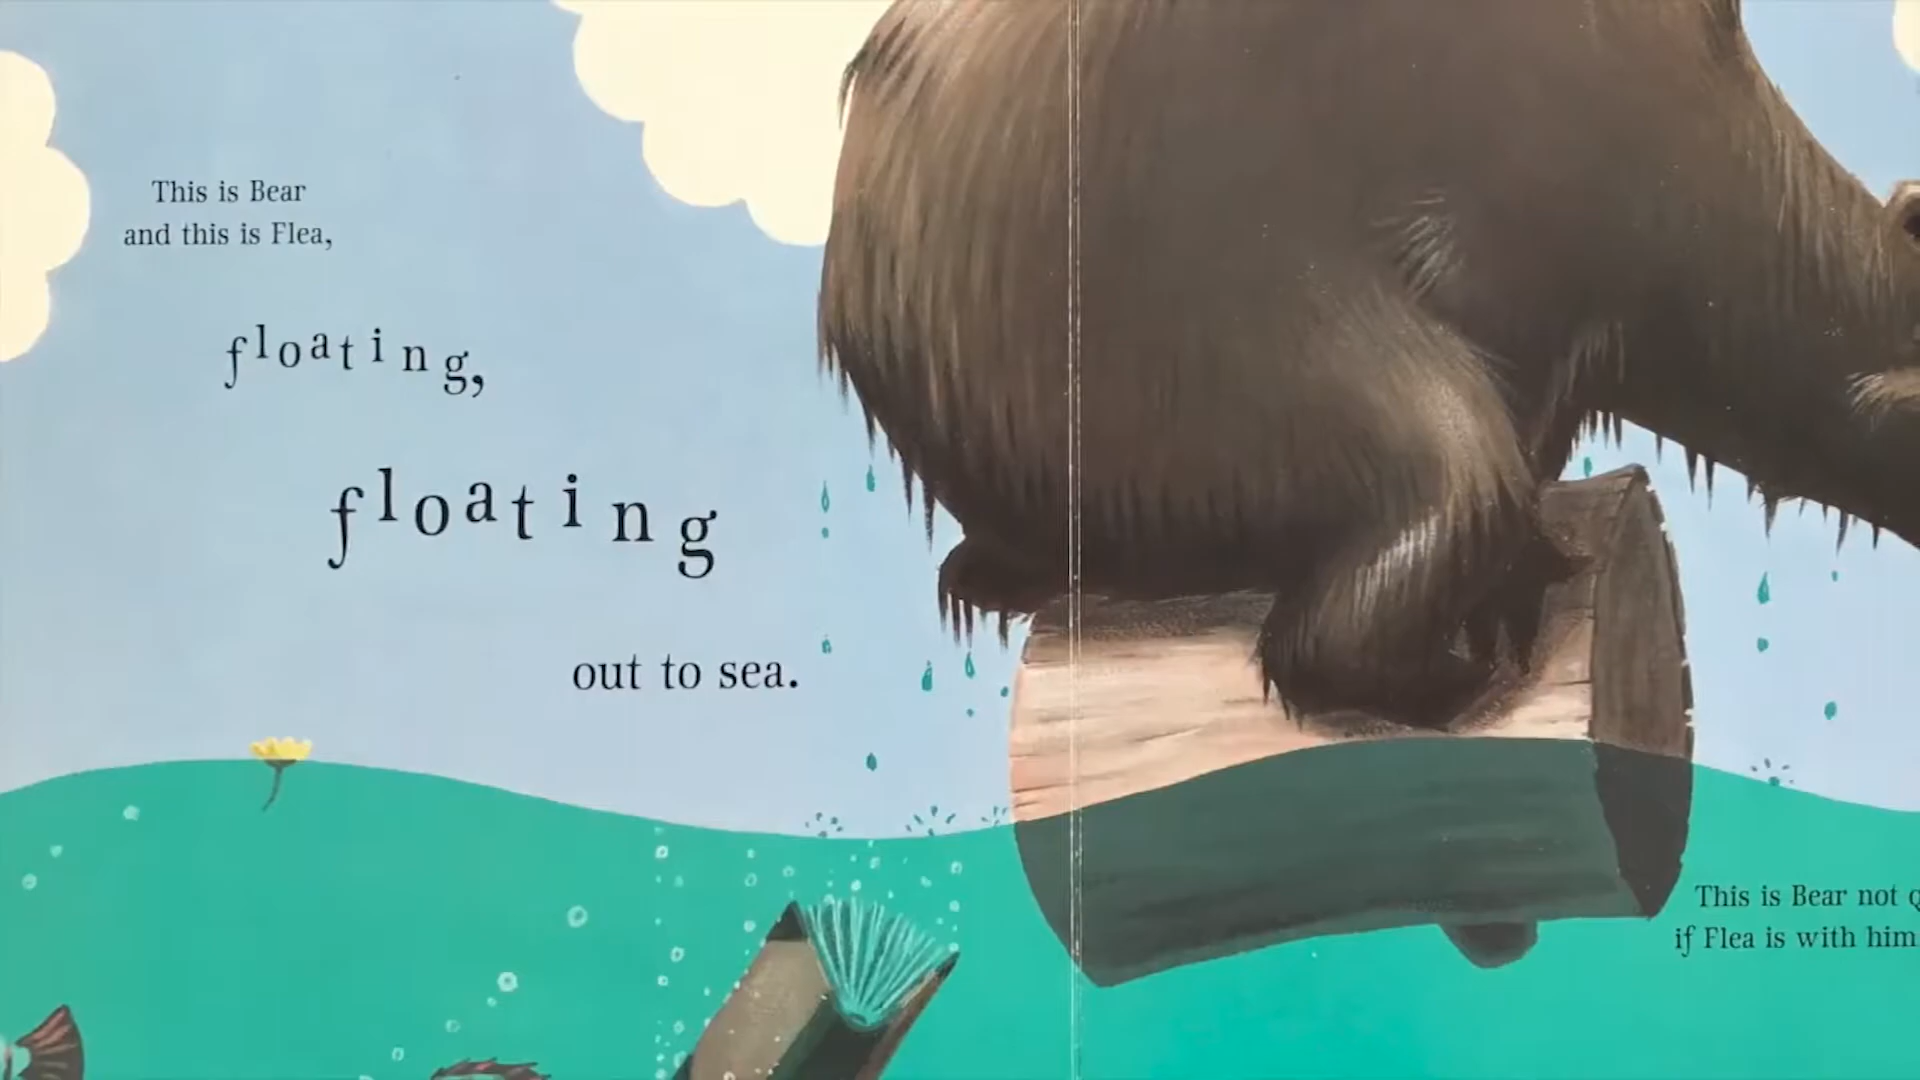 This is Bear
and this is Flea,
floating,
floating
out to sea.
This is Bear not
if Flea is with him